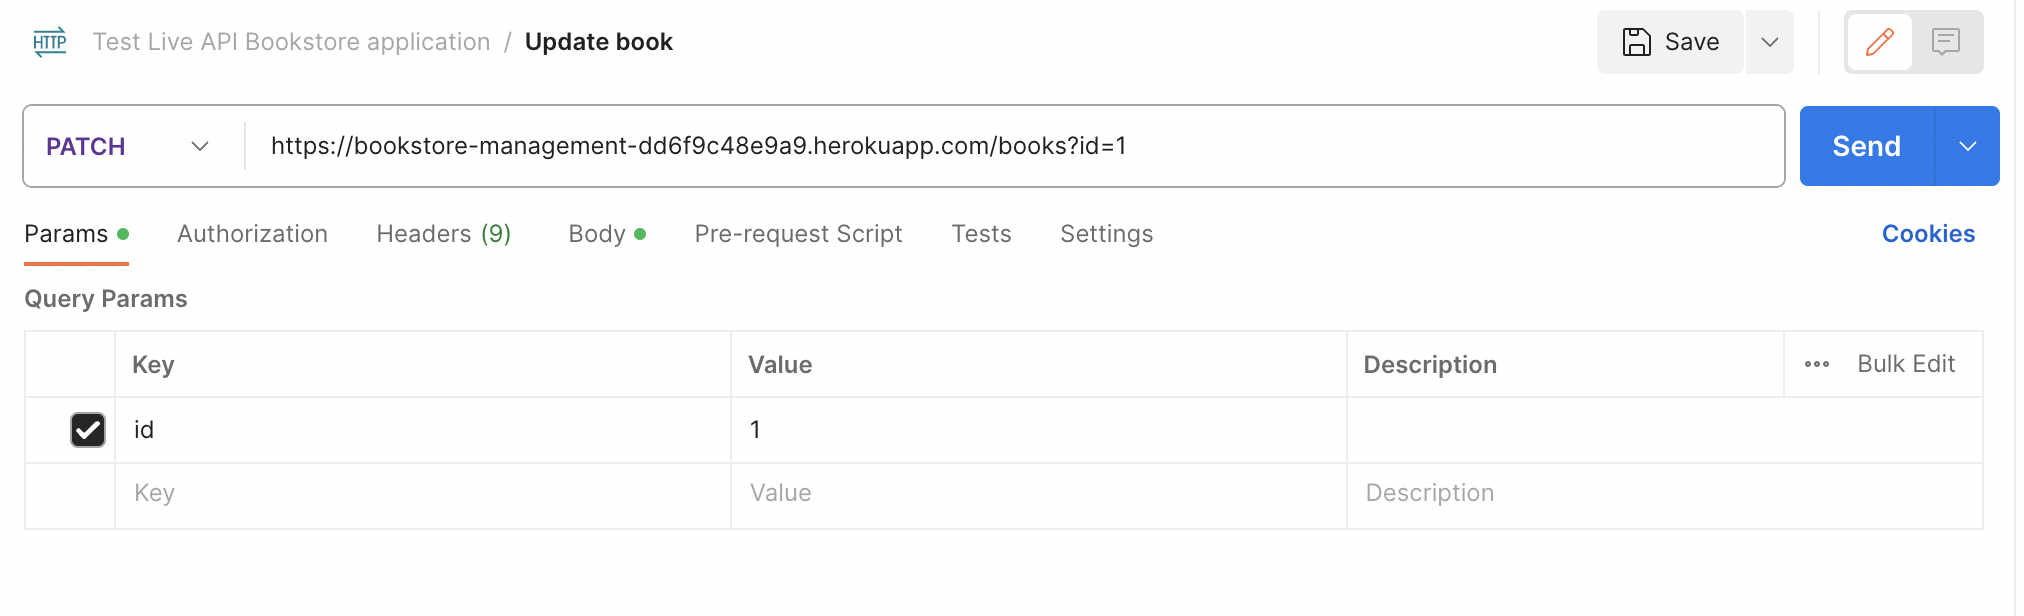 HTTP Test Live API Bookstore application / Update book Save
PATCH https://bookstore-management-dd6f9c48e9a9.herokuapp.com/books?id=1 Send
Params Authorization Headers (9) Body Pre-request Script Tests Settings Cookies
Query Params
Key Value Description Bulk Edit
id 1
Key Value Description